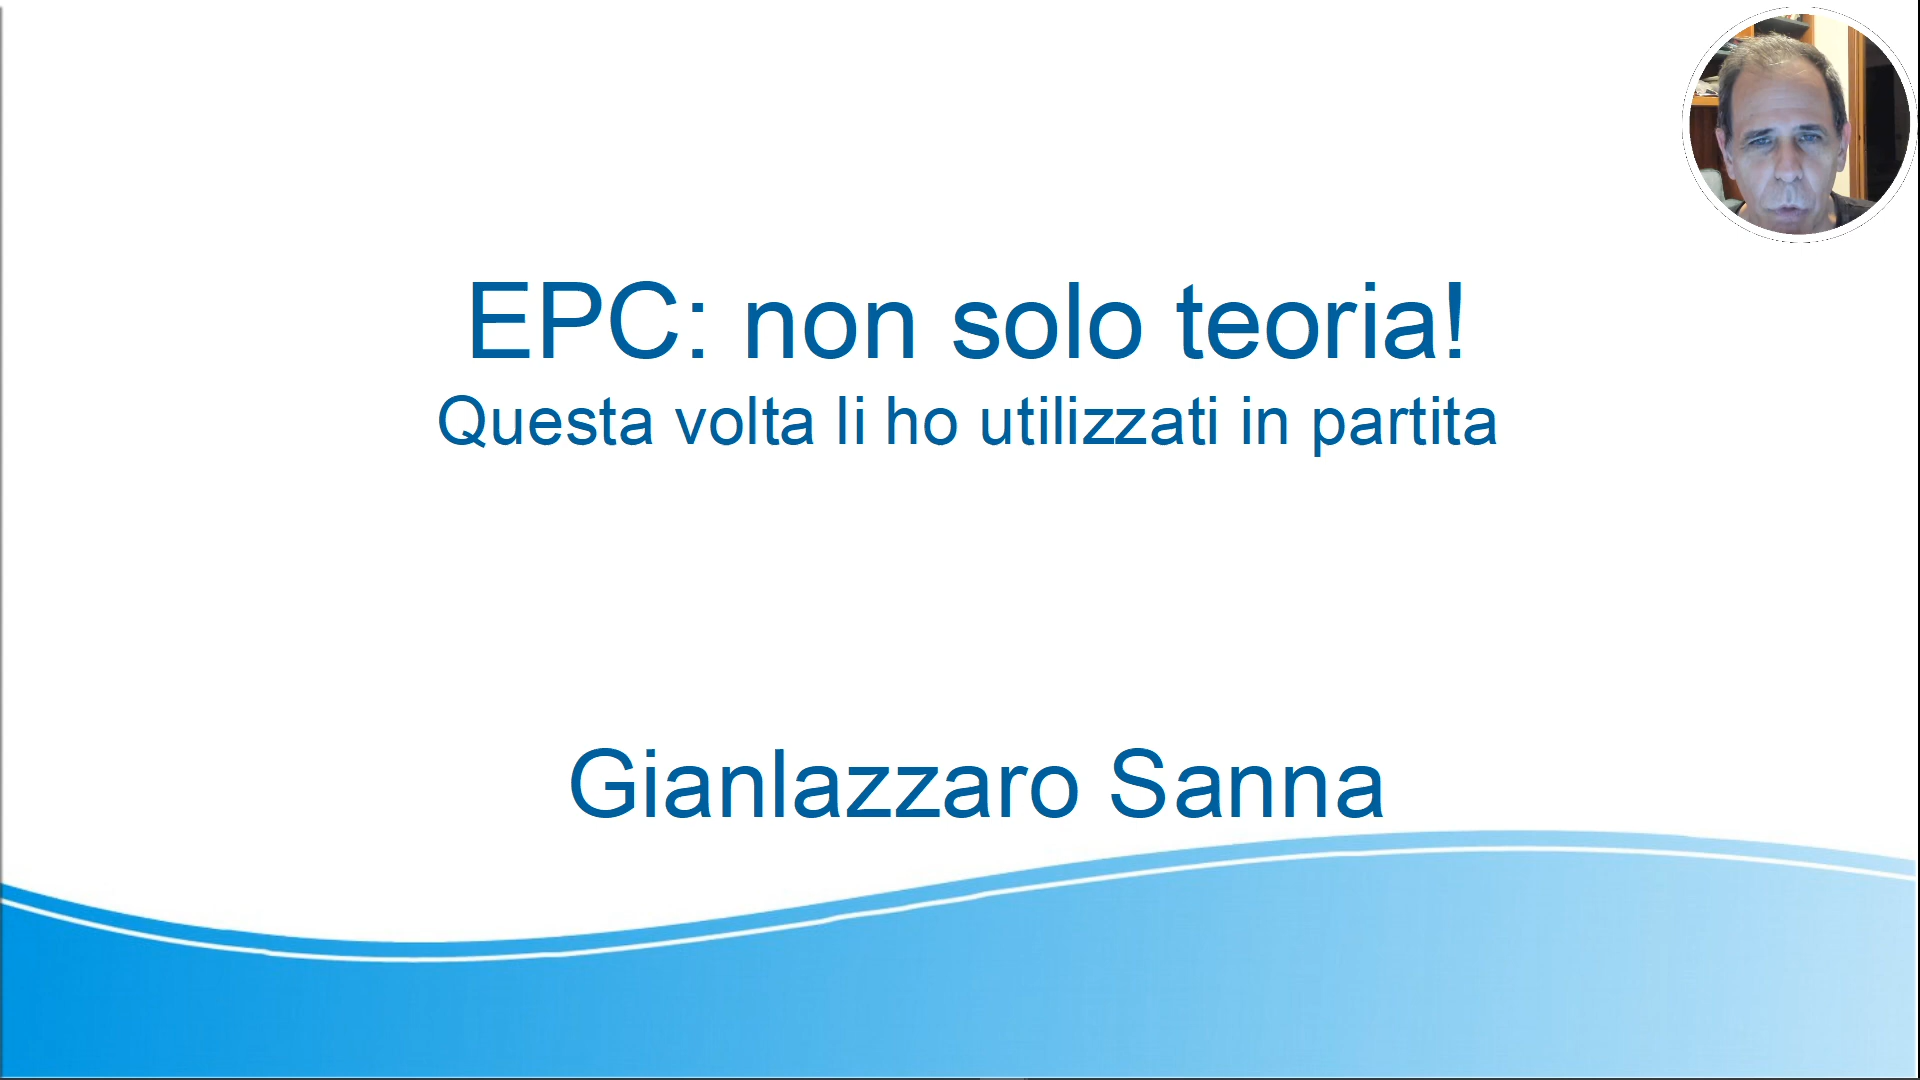 EPC: non solo teoria!
Questa volta li ho utilizzati in partita
Gianlazzaro Sanna